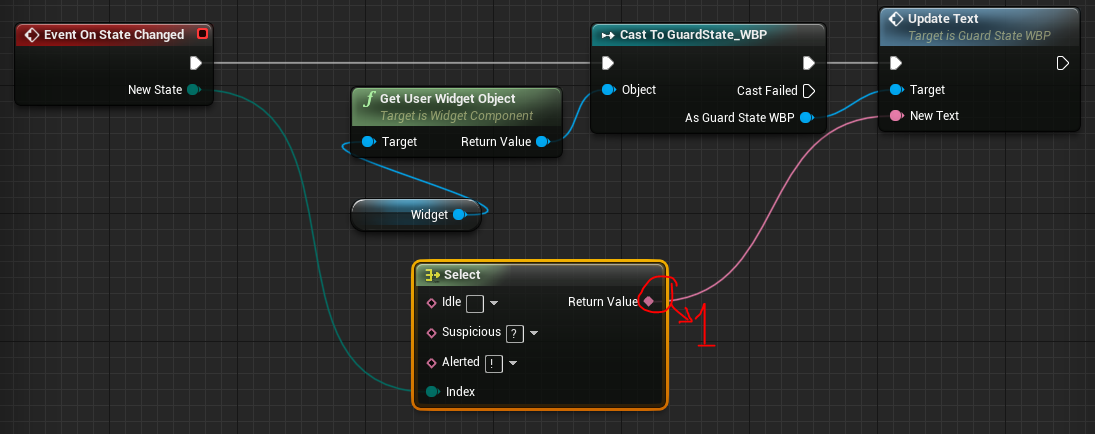 Event On State Changed
New State
Get User Widget Object
Target is Widget Component
Target
Return Value
Widget
Cast To GuardState_WBP
Object
Cast Failed
As Guard State WBP
Update Text
Target is Guard State WBP
Target
New Text
Select
Idle
Return Value
Suspicious ?
Alerted !
Index
1